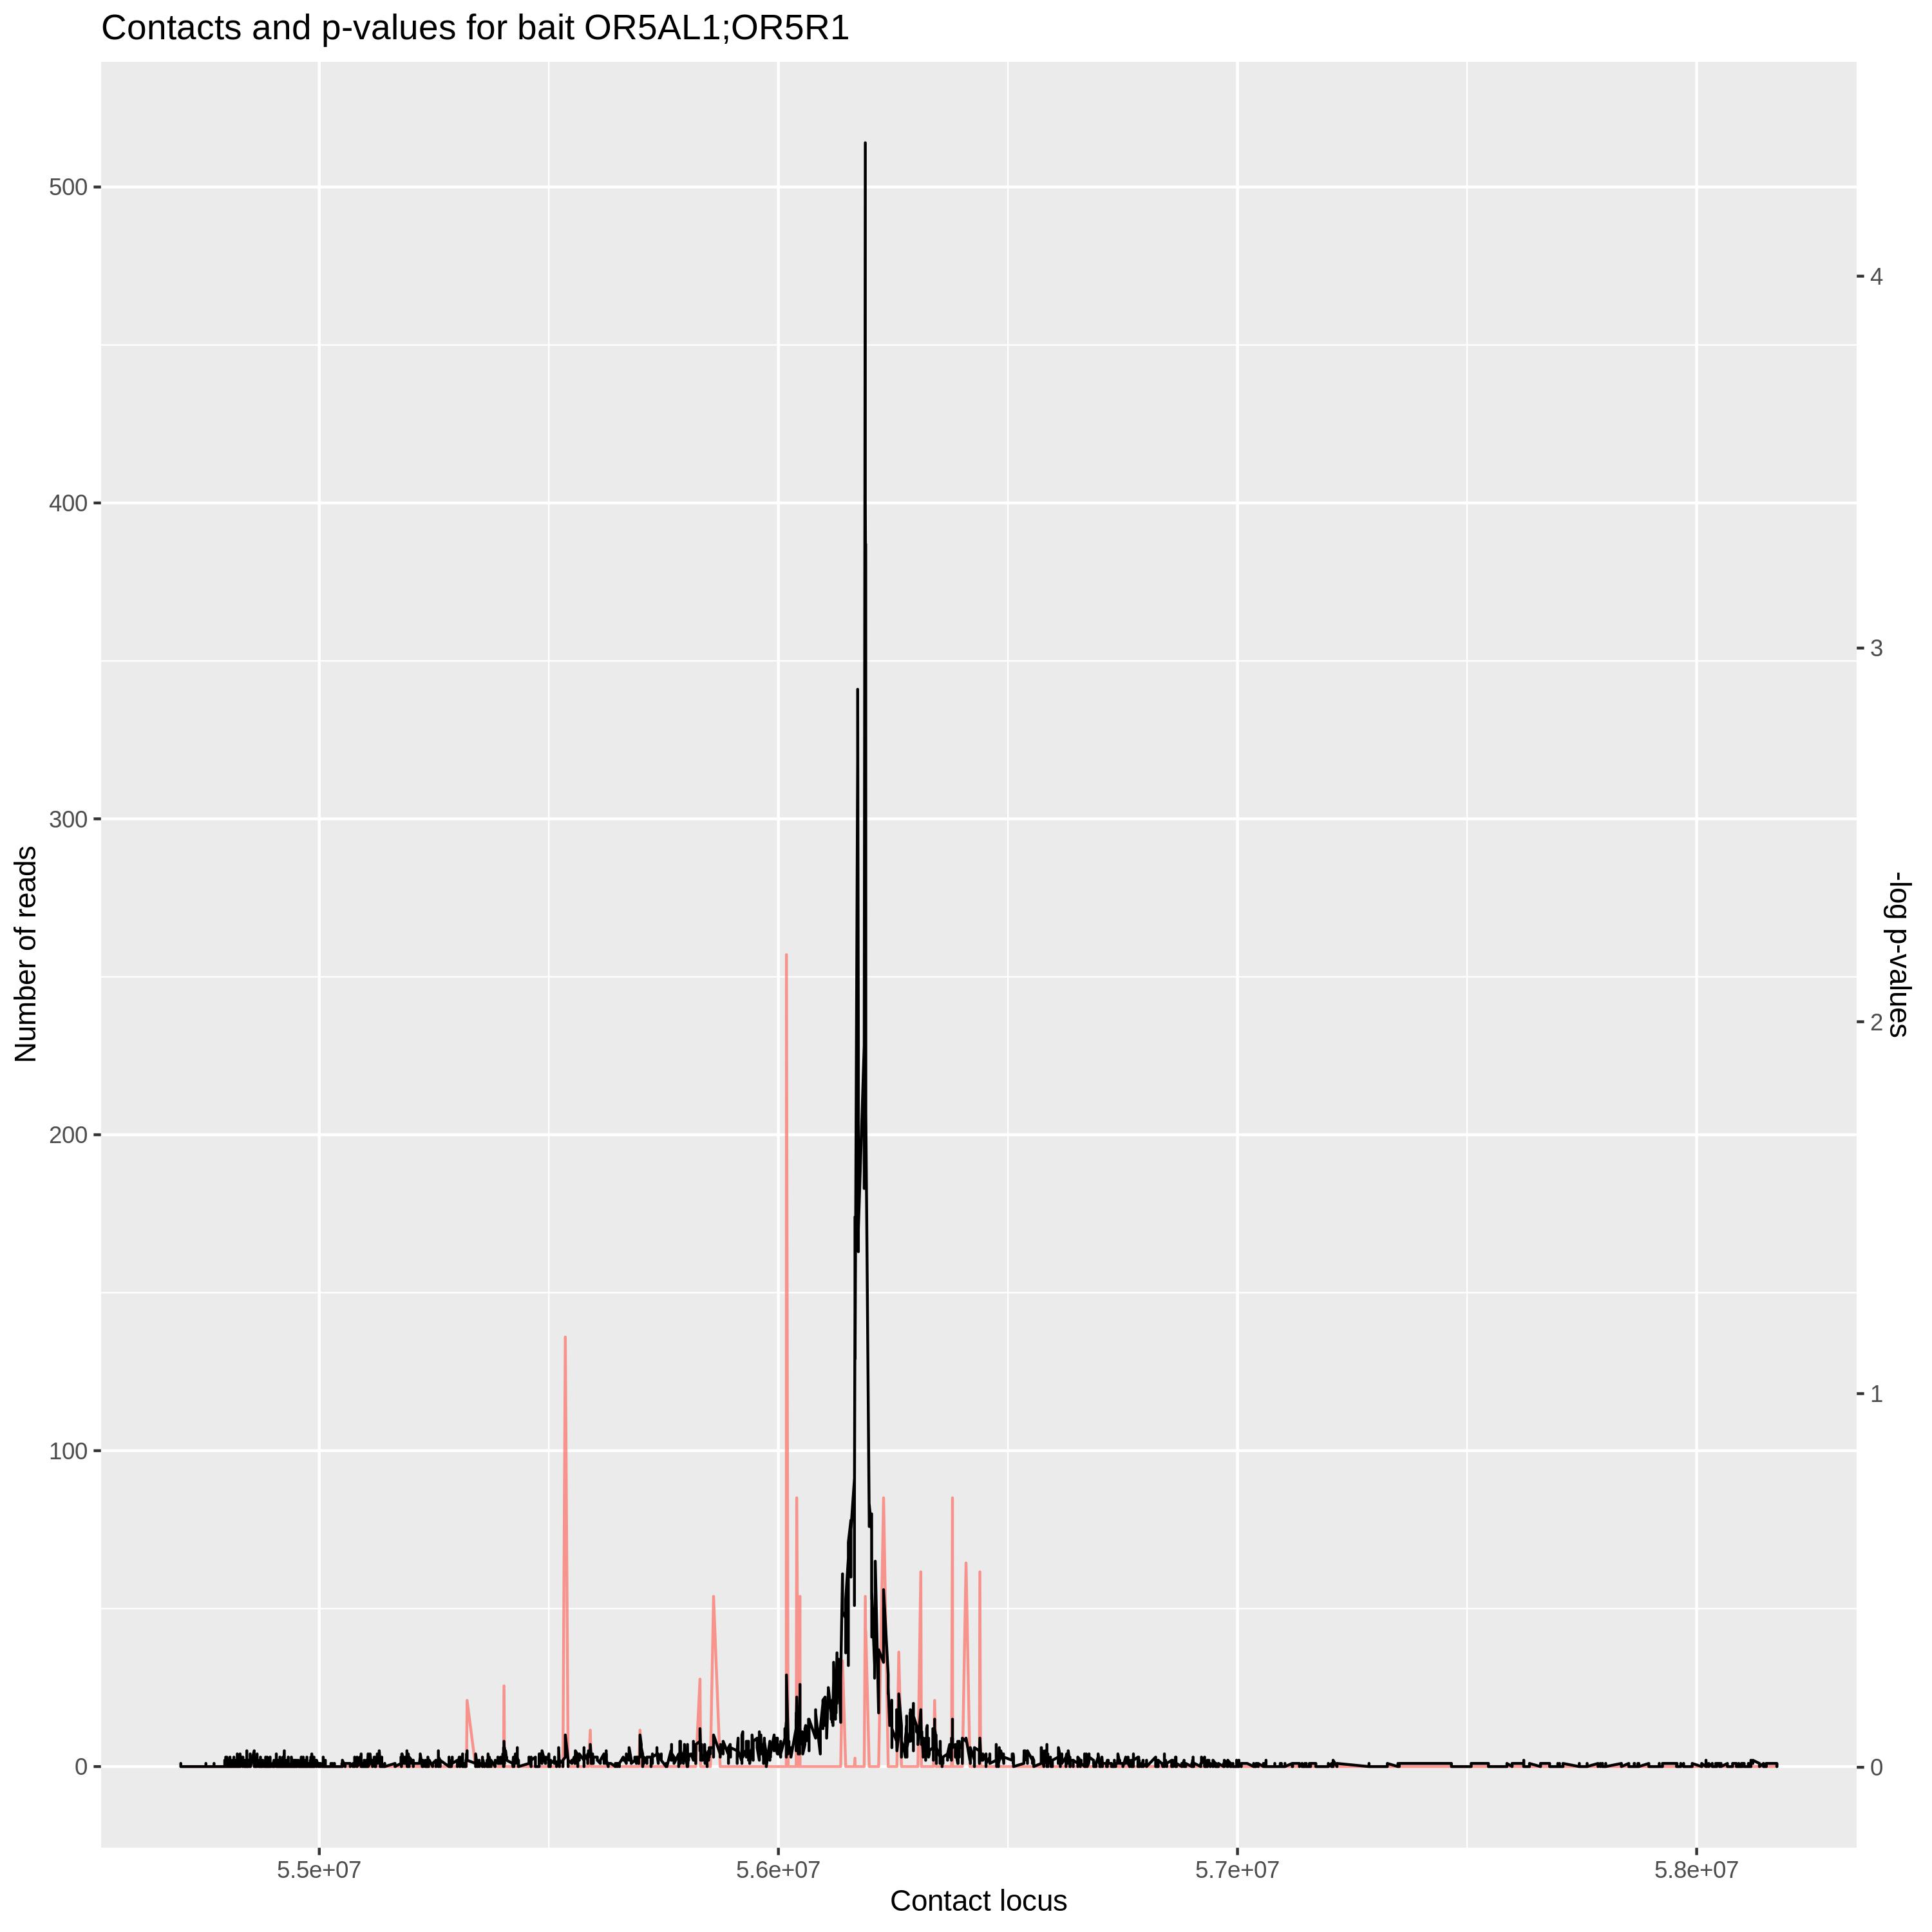 Contacts and p-values for bait OR5AL1;OR5R1
500
400
300
200
100
0
Number of reads
4
3
2
1
0
-log p-values
5.5e+07
5.6e+07
5.7e+07
5.8e+07
Contact locus